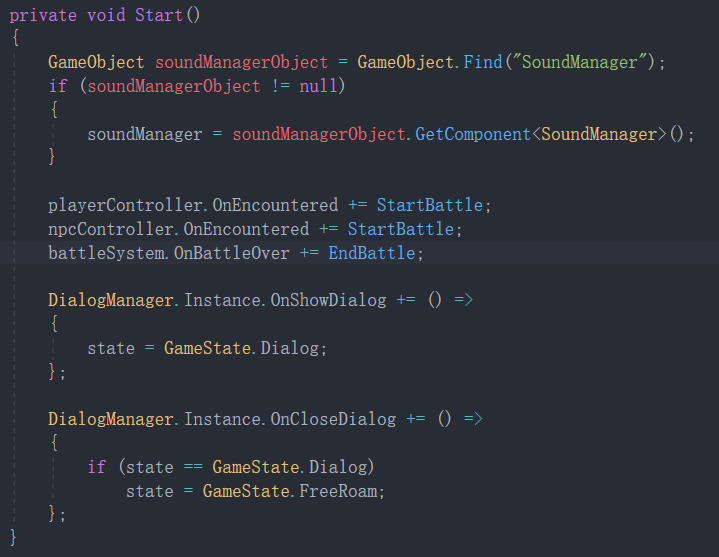 private void Start()
{
    GameObject soundManagerObject = GameObject.Find("SoundManager");
    if (soundManagerObject != null)
    {
        soundManager = soundManagerObject.GetComponent<SoundManager>();
    }

    playerController.OnEncountered += StartBattle;
    npcController.OnEncountered += StartBattle;
    battleSystem.OnBattleOver += EndBattle;

    DialogManager.Instance.OnShowDialog += () =>
    {
        state = GameState.Dialog;
    };

    DialogManager.Instance.OnCloseDialog += () =>
    {
        if (state == GameState.Dialog)
            state = GameState.FreeRoam;
    };
}